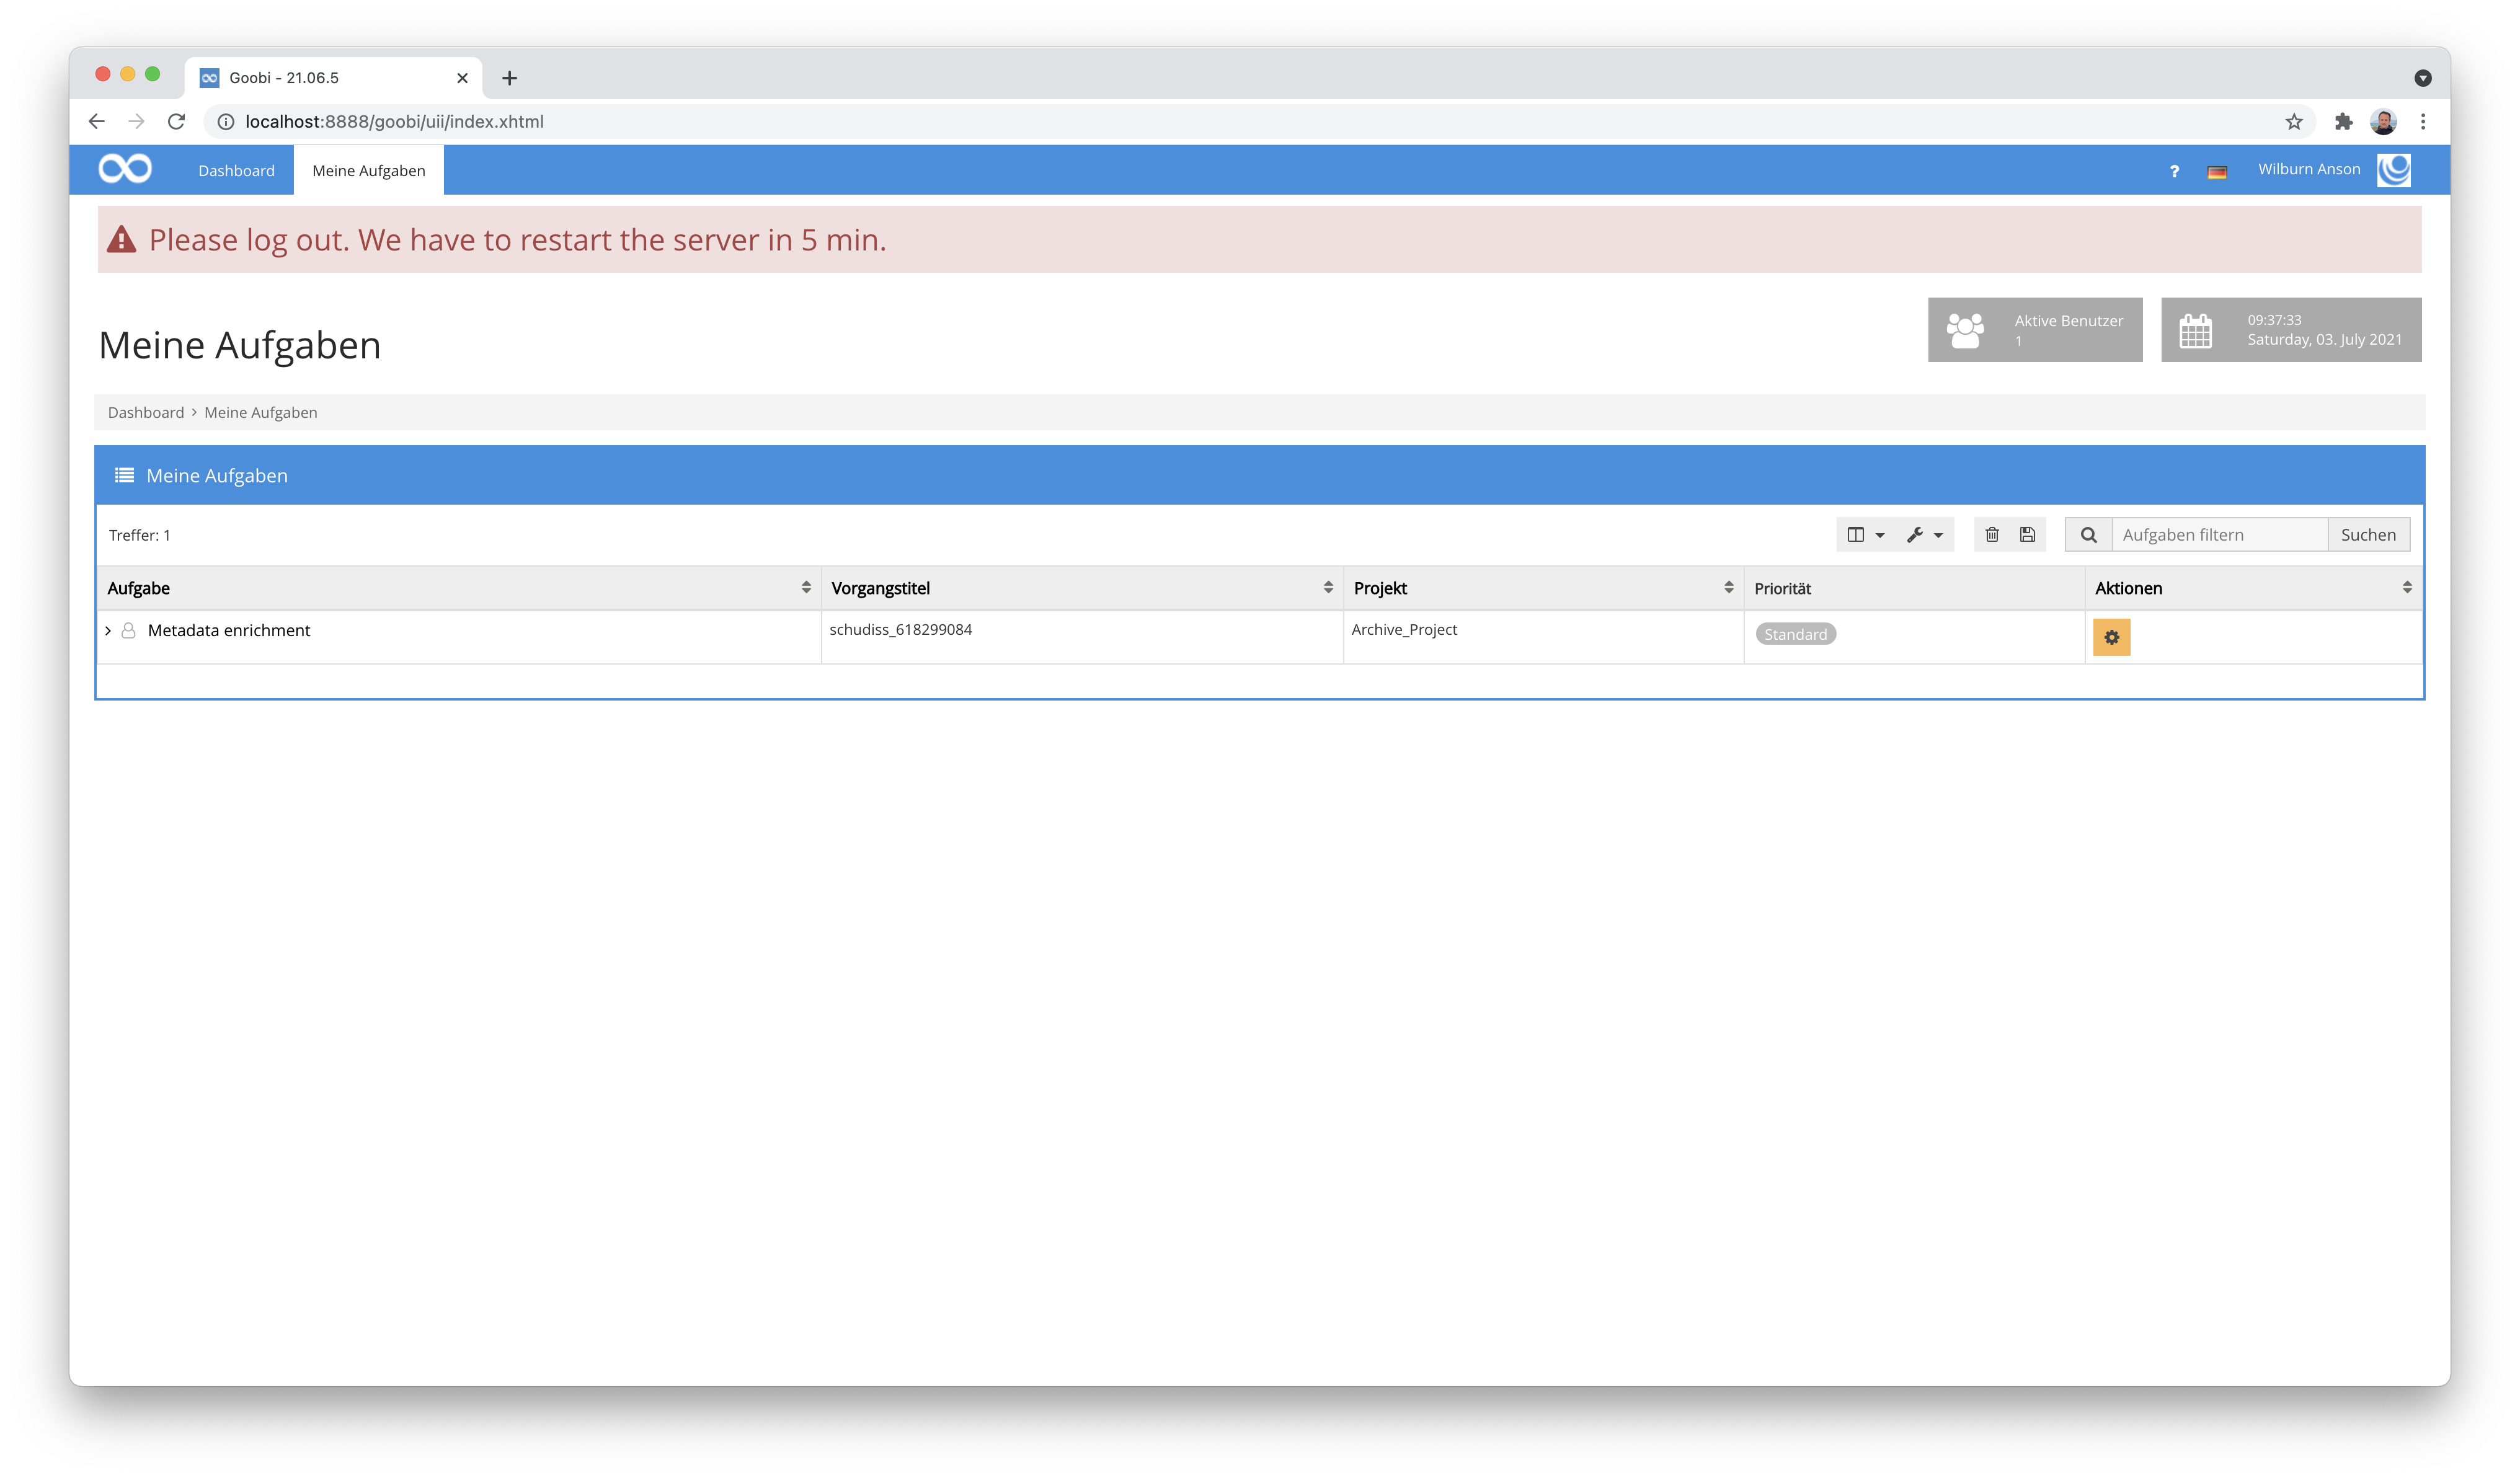 Goobi - 21.06.5
localhost:8888/goobi/uii/index.xhtml
Dashboard
Meine Aufgaben
?
Wilburn Anson
Please log out. We have to restart the server in 5 min.
Meine Aufgaben
Aktive Benutzer
1
09:37:33
Saturday, 03. July 2021
Dashboard > Meine Aufgaben
Meine Aufgaben
Treffer: 1
Aufgaben filtern
Suchen
Aufgabe
Vorgangstitel
Projekt
Priorität
Aktionen
Metadata enrichment
schudiss_618299084
Archive_Project
Standard